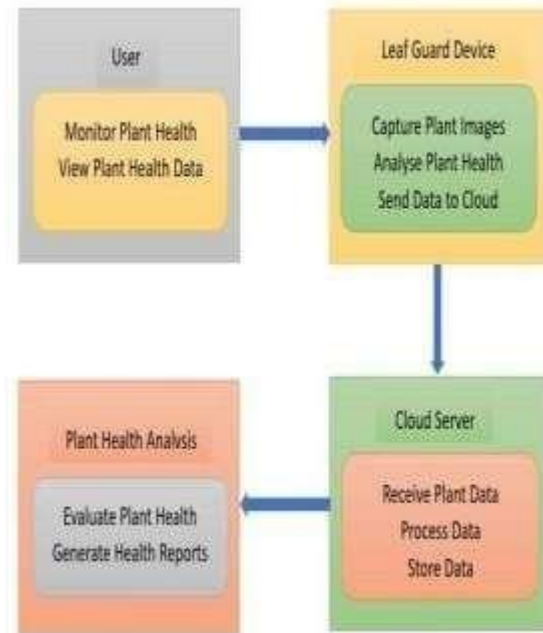 User
Monitor Plant Health
View Plant Health Data
Leaf Guard Device
Capture Plant Images
Analyse Plant Health
Send Data to Cloud
Cloud Server
Receive Plant Data
Process Data
Store Data
Plant Health Analysis
Evaluate Plant Health
Generate Health Reports